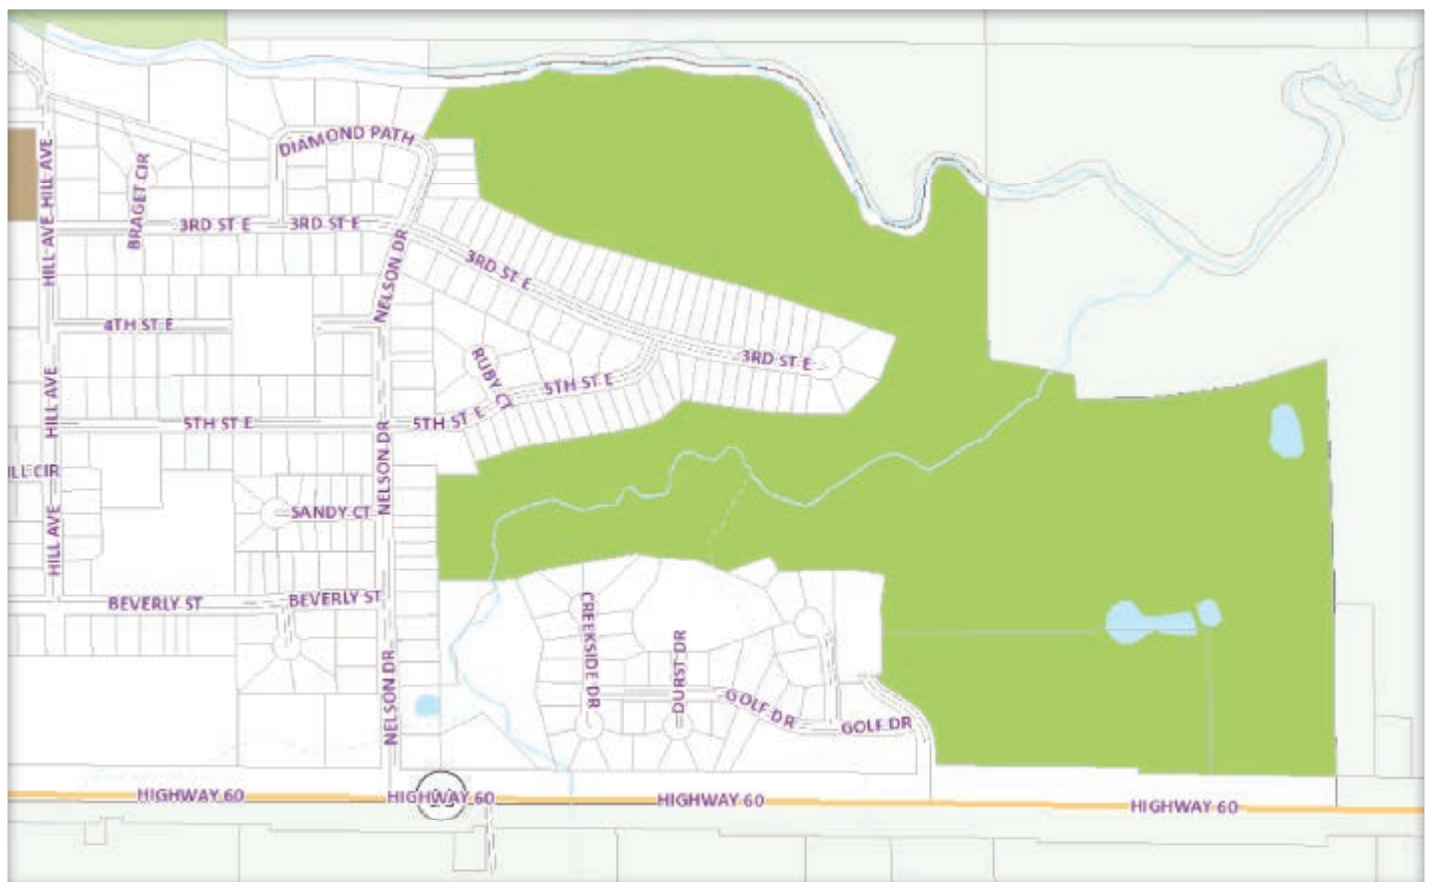 DIAMOND PATH
HILL AVE
HILL AVE
BRAGET CIR
3RD ST E
3RD ST E
NELSON DR
3RD ST E
4TH ST E
3RD ST E
RUBY CT
5TH ST E
HILL AVE
5TH ST E
5TH ST E
NELSON DR
ILL CIR
SANDY CT
HILL AVE
BEVERLY ST
BEVERLY ST
CREEKSIDE DR
DURST DR
NELSON DR
GOLF DR
GOLF DR
HIGHWAY 60
HIGHWAY 60
HIGHWAY 60
HIGHWAY 60